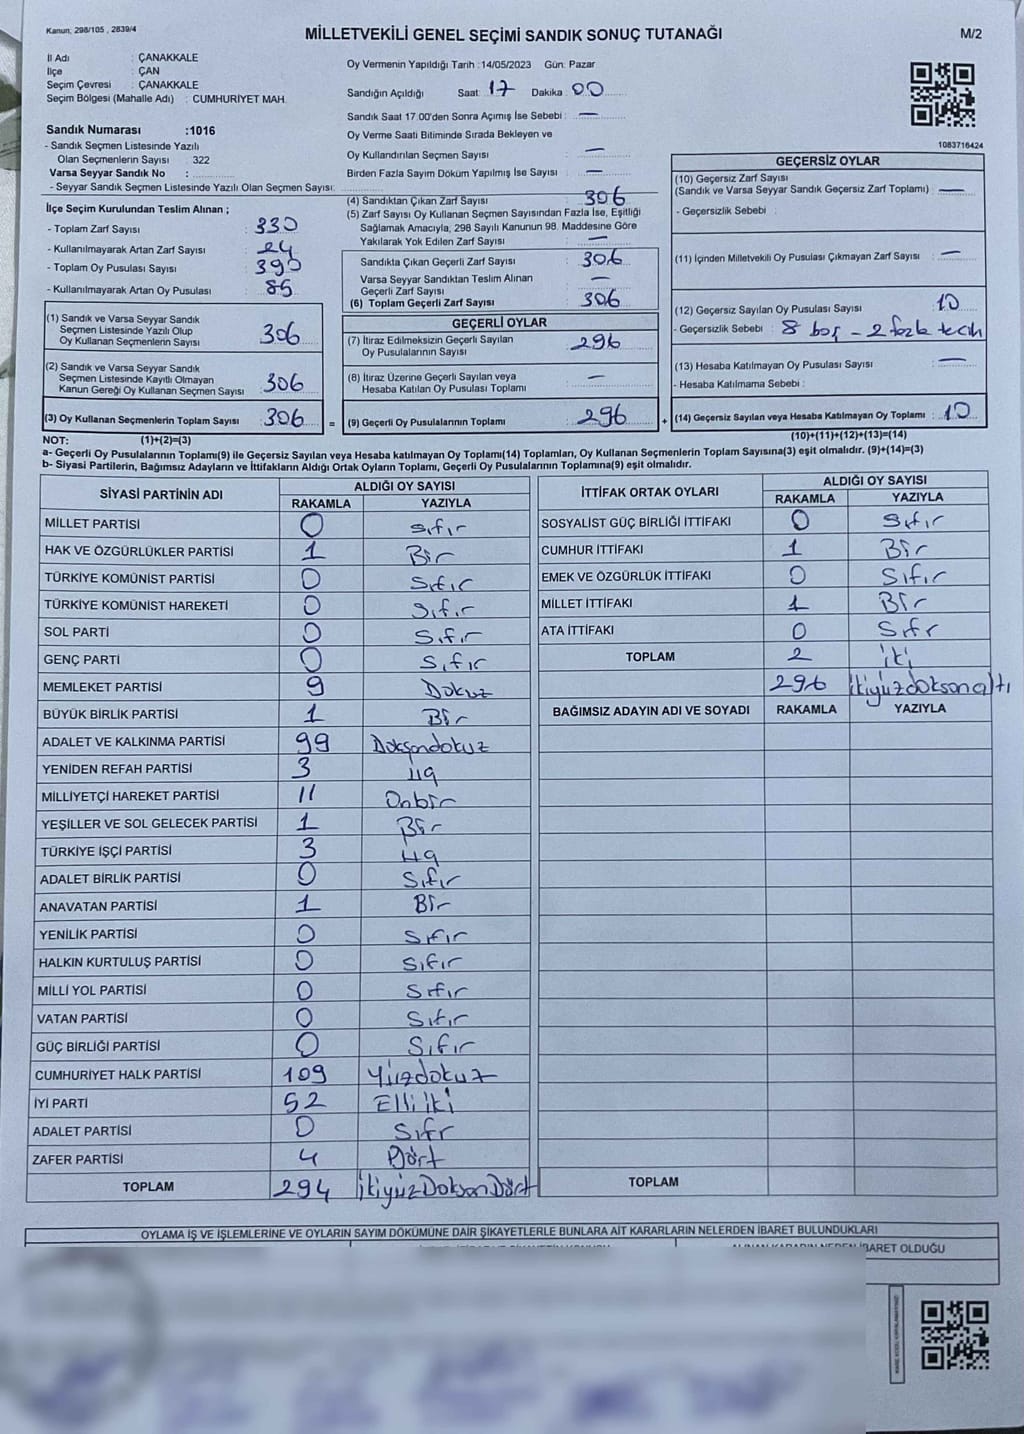 Kanun; 298/105 , 2839/4
MİLLETVEKİLİ GENEL SEÇİMİ SANDIK SONUÇ TUTANAĞI
M/2
İl Adı : ÇANAKKALE
İlçe : ÇAN
Seçim Çevresi : ÇANAKKALE
Seçim Bölgesi (Mahalle Adı) : CUMHURİYET MAH.
Sandık Numarası :1016
- Sandık Seçmen Listesinde Yazılı
Olan Seçmenlerin Sayısı : 322
Varsa Seyyar Sandık No :
- Seyyar Sandık Seçmen Listesinde Yazılı Olan Seçmen Sayısı:
İlçe Seçim Kurulundan Teslim Alınan ;
- Toplam Zarf Sayısı : 330
- Kullanılmayarak Artan Zarf Sayısı : 24
- Toplam Oy Pusulası Sayısı : 390
- Kullanılmayarak Artan Oy Pusulası : 85
(1) Sandık ve Varsa Seyyar Sandık
Seçmen Listesinde Yazılı Olup
Oy Kullanan Seçmenlerin Sayısı : 306
(2) Sandık ve Varsa Seyyar Sandık
Seçmen Listesinde Kayıtlı Olmayan
Kanun Gereği Oy Kullanan Seçmen Sayısı : 306
(3) Oy Kullanan Seçmenlerin Toplam Sayısı : 306 =
Oy Vermenin Yapıldığı Tarih :14/05/2023 Gün: Pazar
Sandığın Açıldığı Saat: 17 Dakika : 00
Sandık Saat 17.00'den Sonra Açımış İse Sebebi : —
Oy Verme Saati Bitiminde Sırada Bekleyen ve
Oy Kullandırılan Seçmen Sayısı : —
Birden Fazla Sayım Döküm Yapılmış İse Sayısı : —
(4) Sandıktan Çıkan Zarf Sayısı : 306
(5) Zarf Sayısı Oy Kullanan Seçmen Sayısından Fazla İse, Eşitliği
Sağlamak Amacıyla, 298 Sayılı Kanunun 98. Maddesine Göre
Yakılarak Yok Edilen Zarf Sayısı : —
Sandıkta Çıkan Geçerli Zarf Sayısı : 306
Varsa Seyyar Sandıktan Teslim Alınan
Geçerli Zarf Sayısı : —
(6) Toplam Geçerli Zarf Sayısı : 306
GEÇERLİ OYLAR
(7) İtiraz Edilmeksizin Geçerli Sayılan
Oy Pusulalarının Sayısı : 296
(8) İtiraz Üzerine Geçerli Sayılan veya
Hesaba Katılan Oy Pusulası Toplamı : —
(9) Geçerli Oy Pusulalarının Toplamı : 296 +
1083716424
GEÇERSİZ OYLAR
(10) Geçersiz Zarf Sayısı
(Sandık ve Varsa Seyyar Sandık Geçersiz Zarf Toplamı) : —
- Geçersizlik Sebebi :
(11) İçinden Milletvekili Oy Pusulası Çıkmayan Zarf Sayısı : —
(12) Geçersiz Sayılan Oy Pusulası Sayısı : 10
- Geçersizlik Sebebi : 8 boş - 2 fazla tecih
(13) Hesaba Katılmayan Oy Pusulası Sayısı : —
- Hesaba Katılmama Sebebi :
(14) Geçersiz Sayılan veya Hesaba Katılmayan Oy Toplamı : 10
NOT: (1)+(2)=(3)
(10)+(11)+(12)+(13)=(14)
a- Geçerli Oy Pusulalarının Toplamı(9) ile Geçersiz Sayılan veya Hesaba katılmayan Oy Toplamı(14) Toplamları, Oy Kullanan Seçmenlerin Toplam Sayısına(3) eşit olmalıdır. (9)+(14)=(3)
b- Siyasi Partilerin, Bağımsız Adayların ve İttifakların Aldığı Ortak Oyların Toplamı, Geçerli Oy Pusulalarının Toplamına(9) eşit olmalıdır.
SİYASİ PARTİNİN ADI ALDIĞI OY SAYISI
RAKAMLA YAZIYLA
MİLLET PARTİSİ 0 Sıfır
HAK VE ÖZGÜRLÜKLER PARTİSİ 1 Bir
TÜRKİYE KOMÜNİST PARTİSİ 0 Sıfır
TÜRKİYE KOMÜNİST HAREKETİ 0 Sıfır
SOL PARTİ 0 Sıfır
GENÇ PARTİ 0 Sıfır
MEMLEKET PARTİSİ 9 Dokuz
BÜYÜK BİRLİK PARTİSİ 1 Bir
ADALET VE KALKINMA PARTİSİ 99 Doksandokuz
YENİDEN REFAH PARTİSİ 3 üç
MİLLİYETÇİ HAREKET PARTİSİ 11 Onbir
YEŞİLLER VE SOL GELECEK PARTİSİ 1 Bir
TÜRKİYE İŞÇİ PARTİSİ 3 üç
ADALET BİRLİK PARTİSİ 0 Sıfır
ANAVATAN PARTİSİ 1 Bir
YENİLİK PARTİSİ 0 Sıfır
HALKIN KURTULUŞ PARTİSİ 0 Sıfır
MİLLİ YOL PARTİSİ 0 Sıfır
VATAN PARTİSİ 0 Sıfır
GÜÇ BİRLİĞİ PARTİSİ 0 Sıfır
CUMHURİYET HALK PARTİSİ 109 Yüzdokuz
İYİ PARTİ 52 Elli iki
ADALET PARTİSİ 0 Sıfr
ZAFER PARTİSİ 4 Dört
TOPLAM 294 ikiyüzDoksanDört
İTTİFAK ORTAK OYLARI ALDIĞI OY SAYISI
RAKAMLA YAZIYLA
SOSYALİST GÜÇ BİRLİĞİ İTTİFAKI 0 Sıfır
CUMHUR İTTİFAKI 1 Bir
EMEK VE ÖZGÜRLÜK İTTİFAKI 0 Sıfır
MİLLET İTTİFAKI 1 Bir
ATA İTTİFAKI 0 Sıfr
TOPLAM 2 iki
296 ikiyüzdoksanaltı
BAĞIMSIZ ADAYIN ADI VE SOYADI RAKAMLA YAZIYLA
TOPLAM
OYLAMA İŞ VE İŞLEMLERİNE VE OYLARIN SAYIM DÖKÜMÜNE DAİR ŞİKAYETLERLE BUNLARA AİT KARARLARIN NELERDEN İBARET BULUNDUKLARI
İBARET OLDUĞU